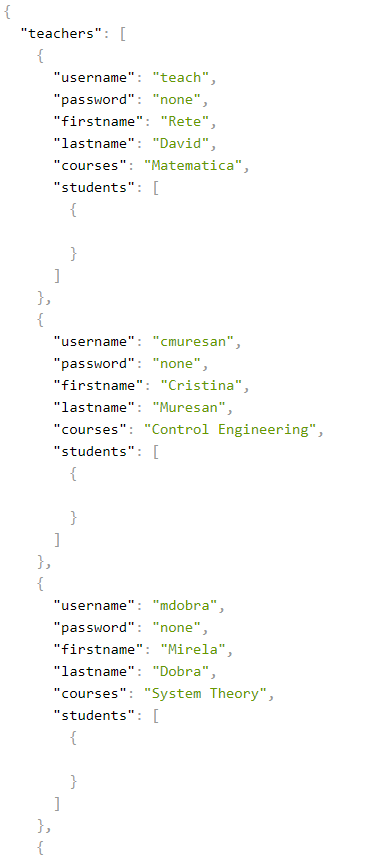 {
  "teachers": [
    {
      "username": "teach",
      "password": "none",
      "firstname": "Rete",
      "lastname": "David",
      "courses": "Matematica",
      "students": [
        {

        }
      ]
    },
    {
      "username": "cmuresan",
      "password": "none",
      "firstname": "Cristina",
      "lastname": "Muresan",
      "courses": "Control Engineering",
      "students": [
        {

        }
      ]
    },
    {
      "username": "mdobra",
      "password": "none",
      "firstname": "Mirela",
      "lastname": "Dobra",
      "courses": "System Theory",
      "students": [
        {

        }
      ]
    },
    {